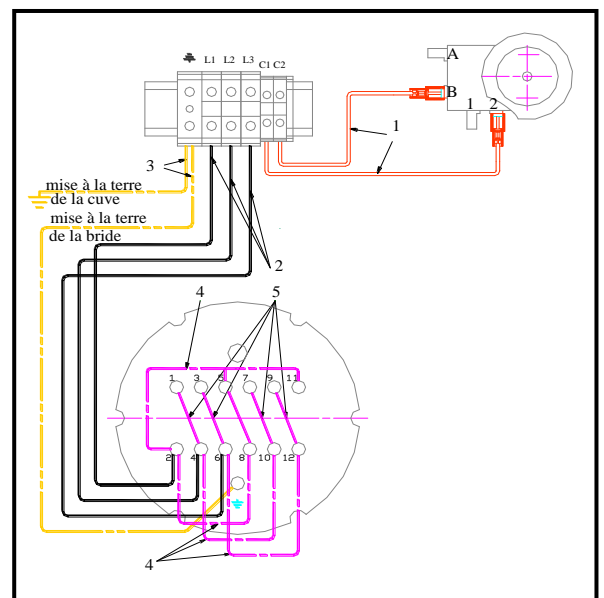 L1 L2 L3 C1 C2
A
B
1 2
1
3
mise à la terre
de la cuve
mise à la terre
de la bride
2
4 5
1 3 5 7 9 11
2 4 6 8 10 12
4